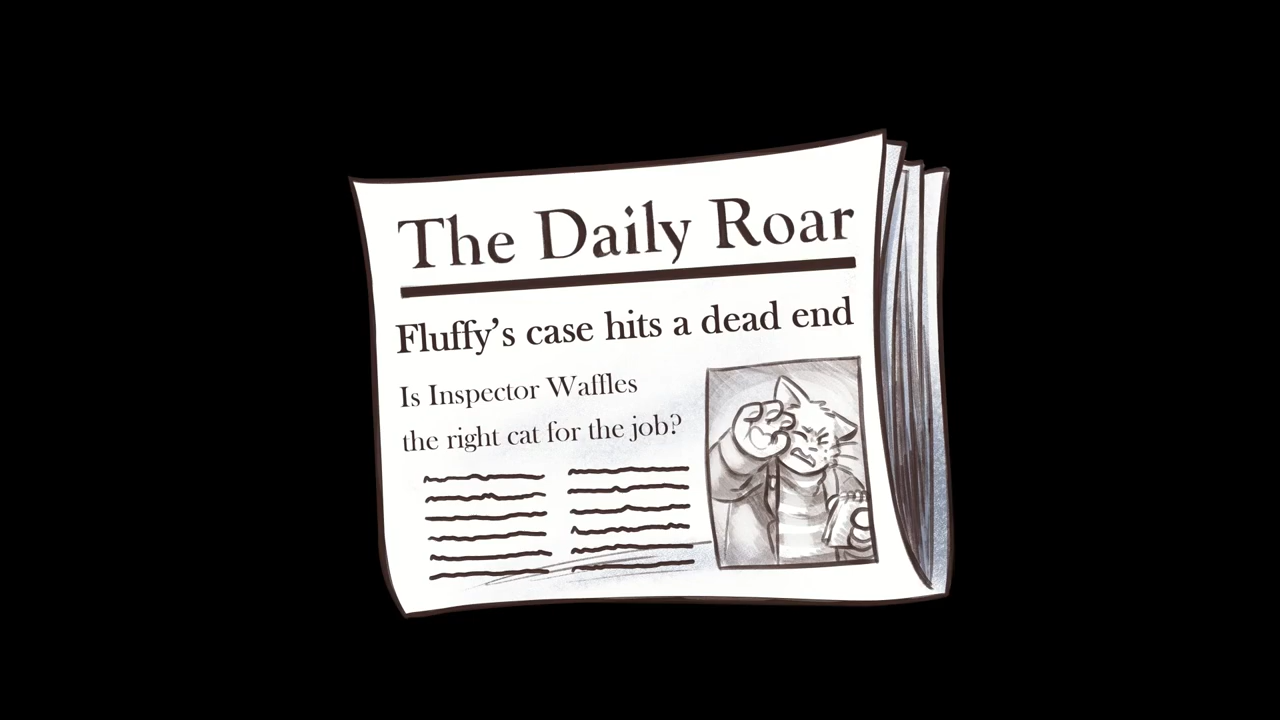 The Daily Roar
Fluffy's case hits a dead end
Is Inspector Waffles
the right cat for the job?